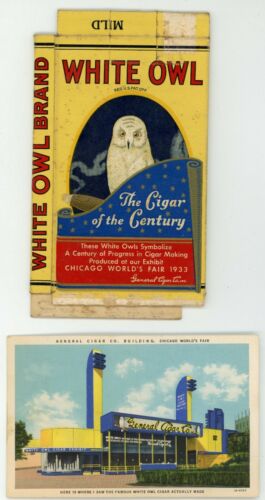 MILD
WHITE OWL BRAND
WHITE OWL
REG. U.S. PAT. OFF.
The Cigar
of the Century
These White Owls Symbolize
A Century of Progress in Cigar Making
Produced at our Exhibit
CHICAGO WORLD'S FAIR 1933
General Cigar Co. Inc.
GENERAL CIGAR CO. BUILDING, CHICAGO WORLD'S FAIR
General Cigar Co.
HERE IS WHERE I SAW THE FAMOUS WHITE OWL CIGAR ACTUALLY MADE